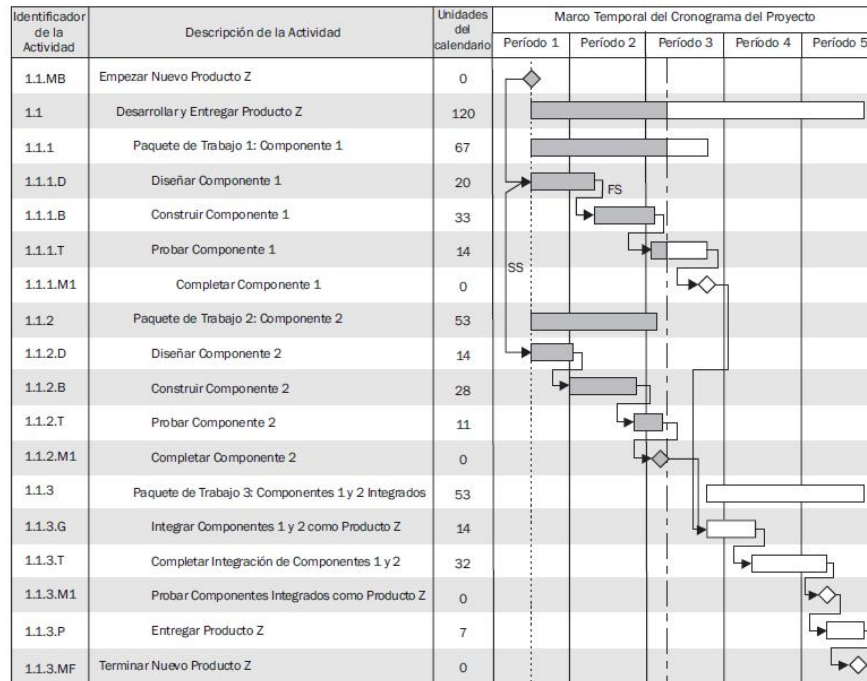 Identificador de la Actividad Descripción de la Actividad Unidades del calendario Marco Temporal del Cronograma del Proyecto
Período 1 Período 2 Período 3 Período 4 Período 5
1.1.MB Empezar Nuevo Producto Z 0
1.1 Desarrollar y Entregar Producto Z 120
1.1.1 Paquete de Trabajo 1: Componente 1 67
1.1.1.D Diseñar Componente 1 20 FS
1.1.1.B Construir Componente 1 33
1.1.1.T Probar Componente 1 14
SS
1.1.1.M1 Completar Componente 1 0
1.1.2 Paquete de Trabajo 2: Componente 2 53
1.1.2.D Diseñar Componente 2 14
1.1.2.B Construir Componente 2 28
1.1.2.T Probar Componente 2 11
1.1.2.M1 Completar Componente 2 0
1.1.3 Paquete de Trabajo 3: Componentes 1 y 2 Integrados 53
1.1.3.G Integrar Componentes 1 y 2 como Producto Z 14
1.1.3.T Completar Integración de Componentes 1 y 2 32
1.1.3.M1 Probar Componentes Integrados como Producto Z 0
1.1.3.P Entregar Producto Z 7
1.1.3.MF Terminar Nuevo Producto Z 0